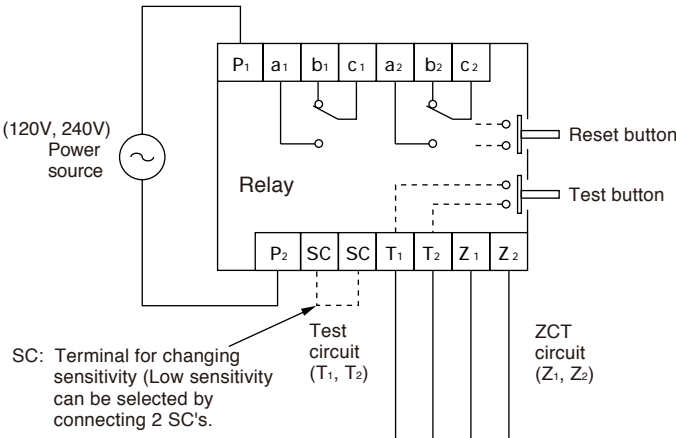 P1 a1 b1 c1 a2 b2 c2
(120V, 240V)
Power
source
Reset button
Relay
Test button
P2 SC SC T1 T2 Z1 Z2
Test
circuit
(T1, T2)
ZCT
circuit
(Z1, Z2)
SC: Terminal for changing
sensitivity (Low sensitivity
can be selected by
connecting 2 SC's.